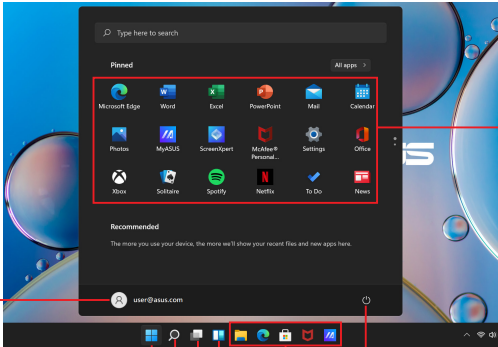 Type here to search
Pinned
All apps >
Microsoft Edge
Word
Excel
PowerPoint
Mail
Calendar
Photos
MyASUS
ScreenXpert
McAfee®
Personal...
Settings
Office
Xbox
Solitaire
Spotify
Netflix
To Do
News
Recommended
The more you use your device, the more we'll show your recent files and new apps here.
user@asus.com